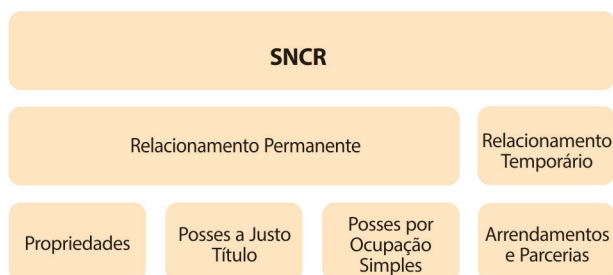 SNCR
Relacionamento Permanente
Relacionamento
Temporário
Propriedades
Posses a Justo
Título
Posses por
Ocupação
Simples
Arrendamentos
e Parcerias